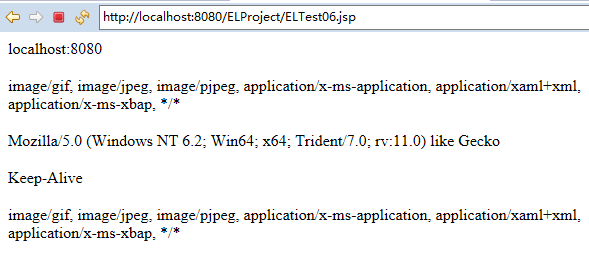 http://localhost:8080/ELProject/ELTest06.jsp
localhost:8080
image/gif, image/jpeg, image/pjpeg, application/x-ms-application, application/xaml+xml,
application/x-ms-xbap, */*
Mozilla/5.0 (Windows NT 6.2; Win64; x64; Trident/7.0; rv:11.0) like Gecko
Keep-Alive
image/gif, image/jpeg, image/pjpeg, application/x-ms-application, application/xaml+xml,
application/x-ms-xbap, */*